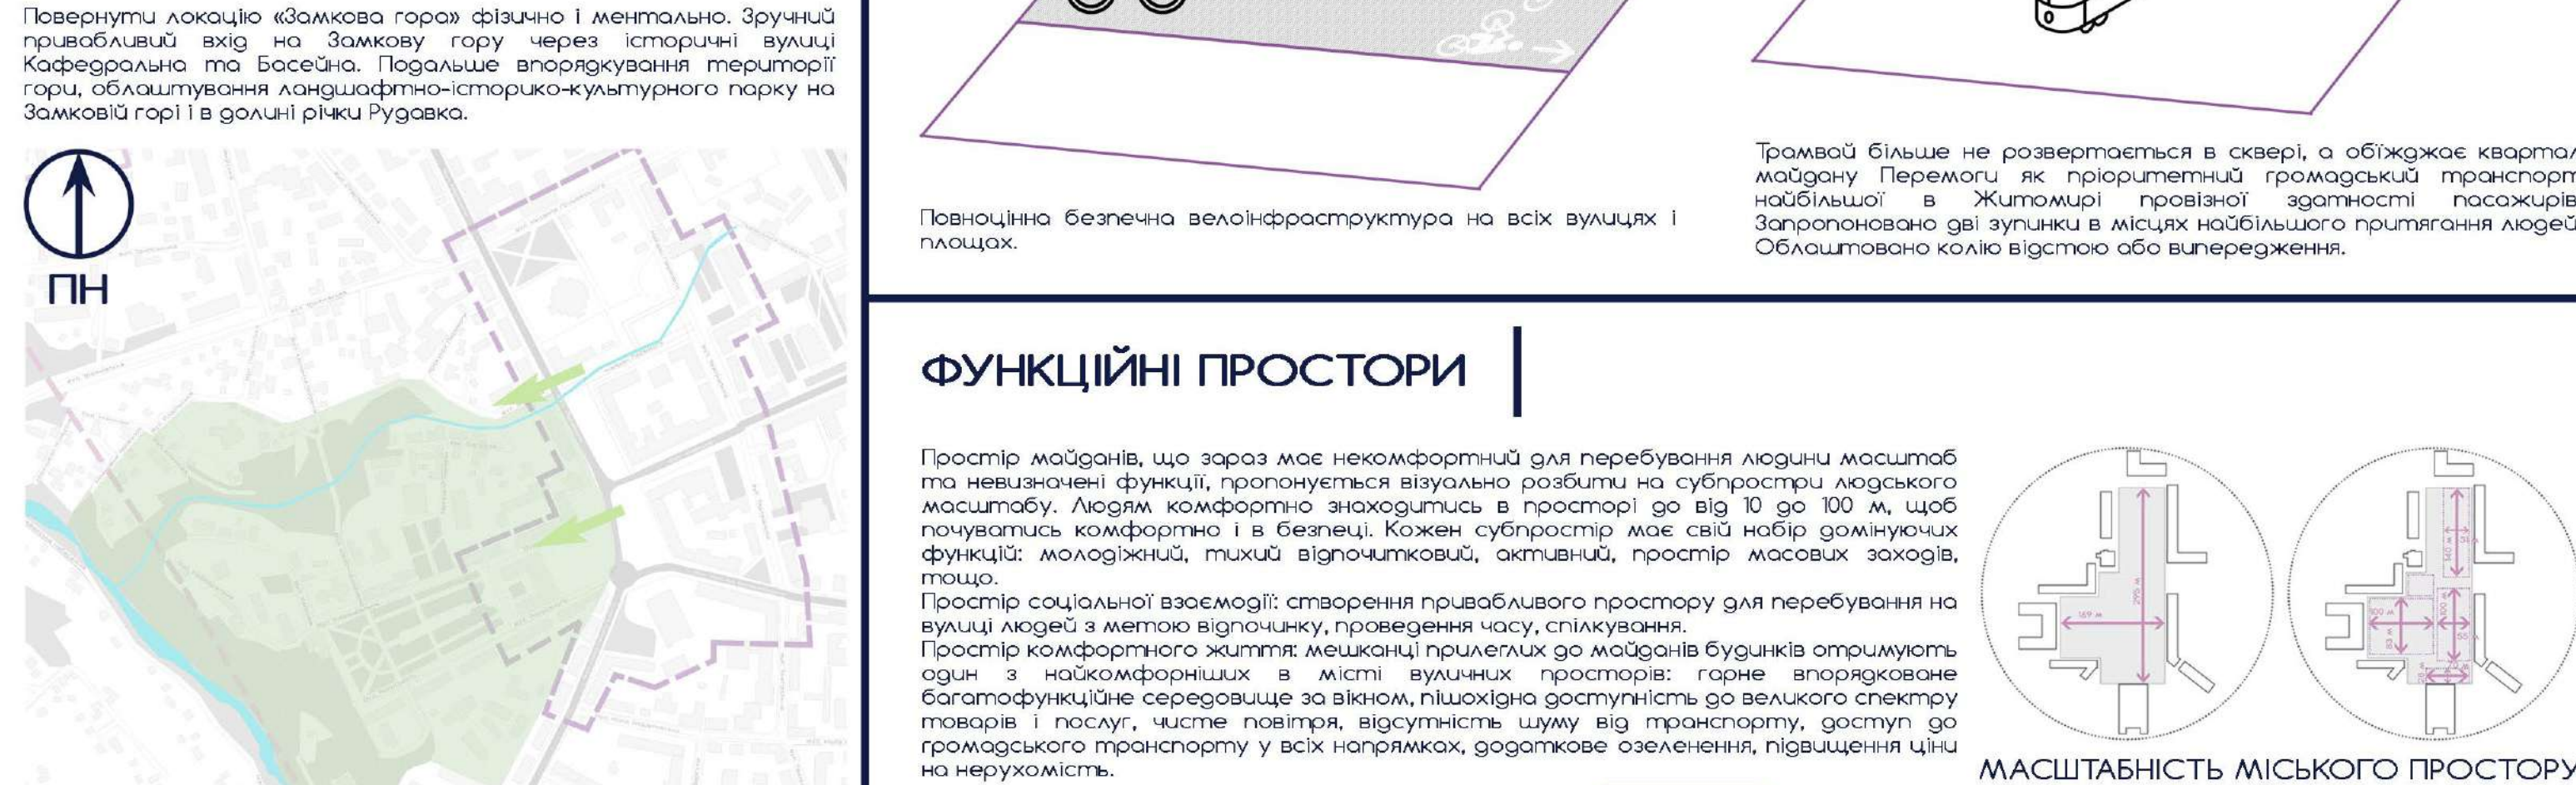 Повернути локацію «Замкова гора» фізично і ментально. Зручний
привабливий вхід на Замкову гору через історичні вулиці
Кафедральна та Басейна. Подальше впорядкування території
гори, облаштування ландшафтно-історико-культурного парку на
Замковій горі і в долині річки Рудавка.
ПН
Повноцінна безпечна велоінфраструктура на всіх вулицях і
площах.
Трамвай більше не розвертається в сквері, а обїжджає квартал
майдану Перемоги як пріоритетний громадський транспорт
найбільшої в Житомирі провізної здатності пасажирів
Запропоновано дві зупинки в місцях найбільшого притягання людей
Облаштовано колію відстою або випередження.
ФУНКЦІЙНІ ПРОСТОРИ
Простір майданів, що зараз має некомфортний для перебування людини масштаб
та невизначені функції, пропонується візуально розбити на субпростри людського
масштабу. Людям комфортно знаходитись в просторі до від 10 до 100 м, щоб
почуватись комфортно і в безпеці. Кожен субпростір має свій набір домінуючих
функцій: молодіжний, тихий відпочитковий, активний, простір масових заходів,
тощо.
Простір соціальної взаємодії: створення привабливого простору для перебування на
вулиці людей з метою відпочинку, проведення часу, спілкування.
Простір комфортного життя: мешканці прилеглих до майданів будинків отримують
один з найкомфорніших в місті вуличних просторів: гарне впорядковане
багатофункційне середовище за вікном, пішохідна доступність до великого спектру
товарів і послуг, чисте повітря, відсутність шуму від транспорту, доступ до
громадського транспорту у всіх напрямках, додаткове озеленення, підвищення ціни
на нерухомість.
169 м
100 м
МАСШТАБНІСТЬ МІСЬКОГО ПРОСТОРУ